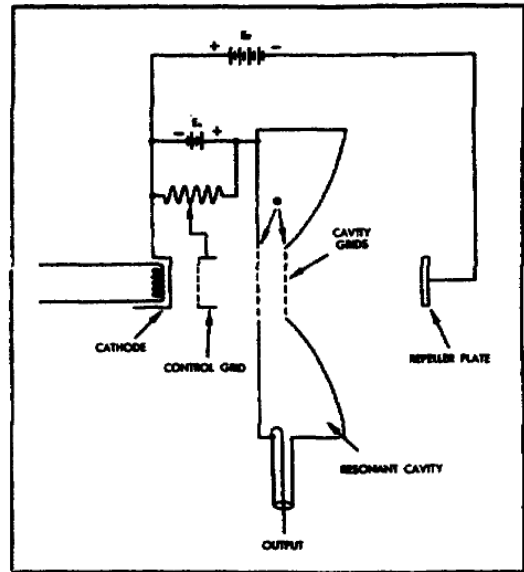 + -
- +
CAVITY
GRIDS
CATHODE
CONTROL GRID
REPELLER PLATE
RESONANT CAVITY
OUTPUT